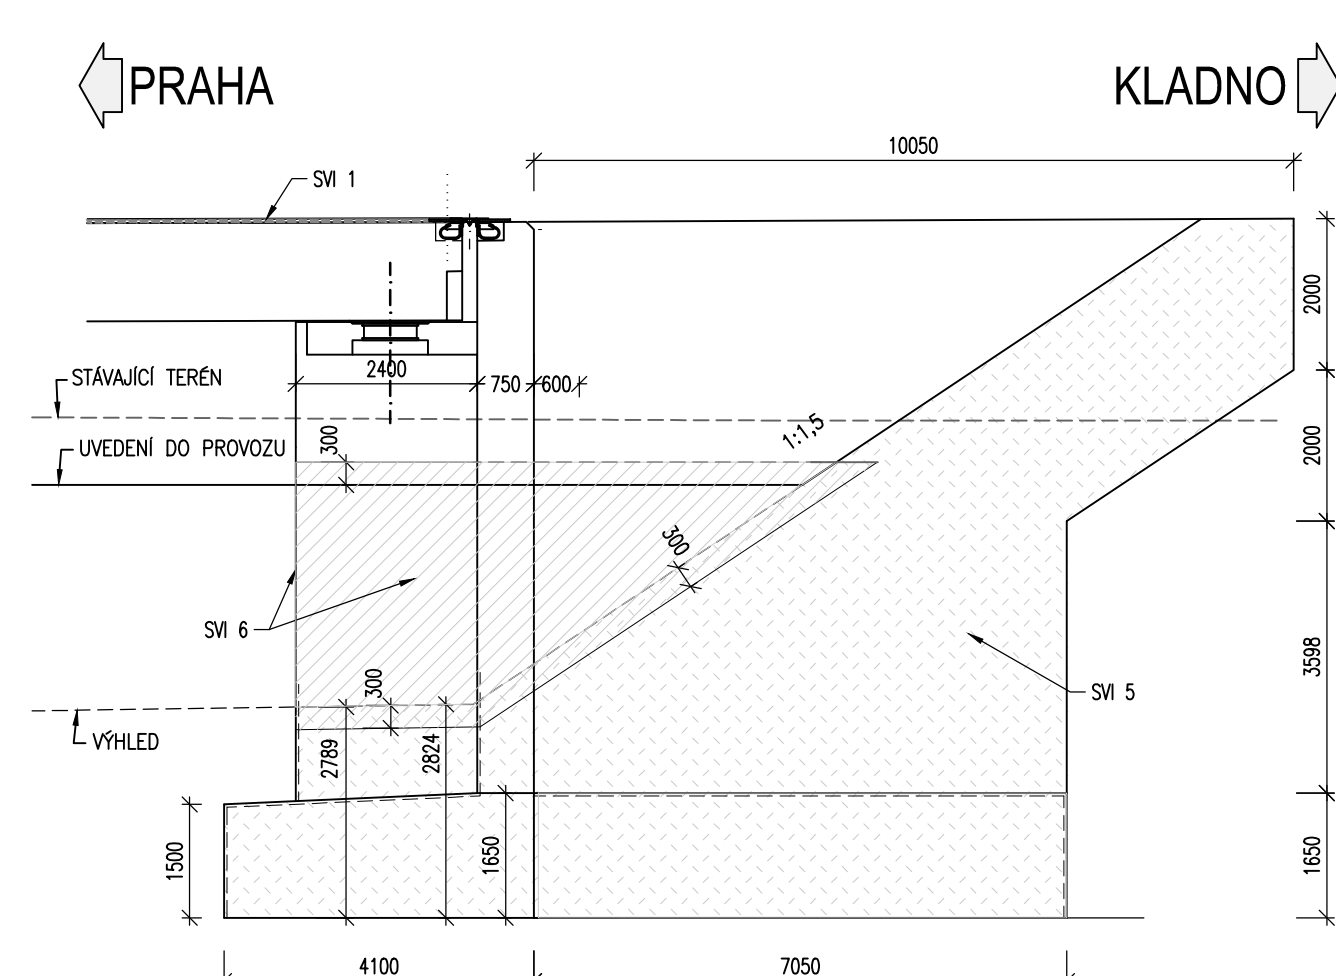 PRAHA
KLADNO
10050
SVI 1
2000
2400
750
600
STÁVAJÍCÍ TERÉN
300
UVEDENÍ DO PROVOZU
1:1,5
2000
300
SVI 6
3598
300
SVI 5
VÝHLED
2789
2824
1500
1650
1650
4100
7050